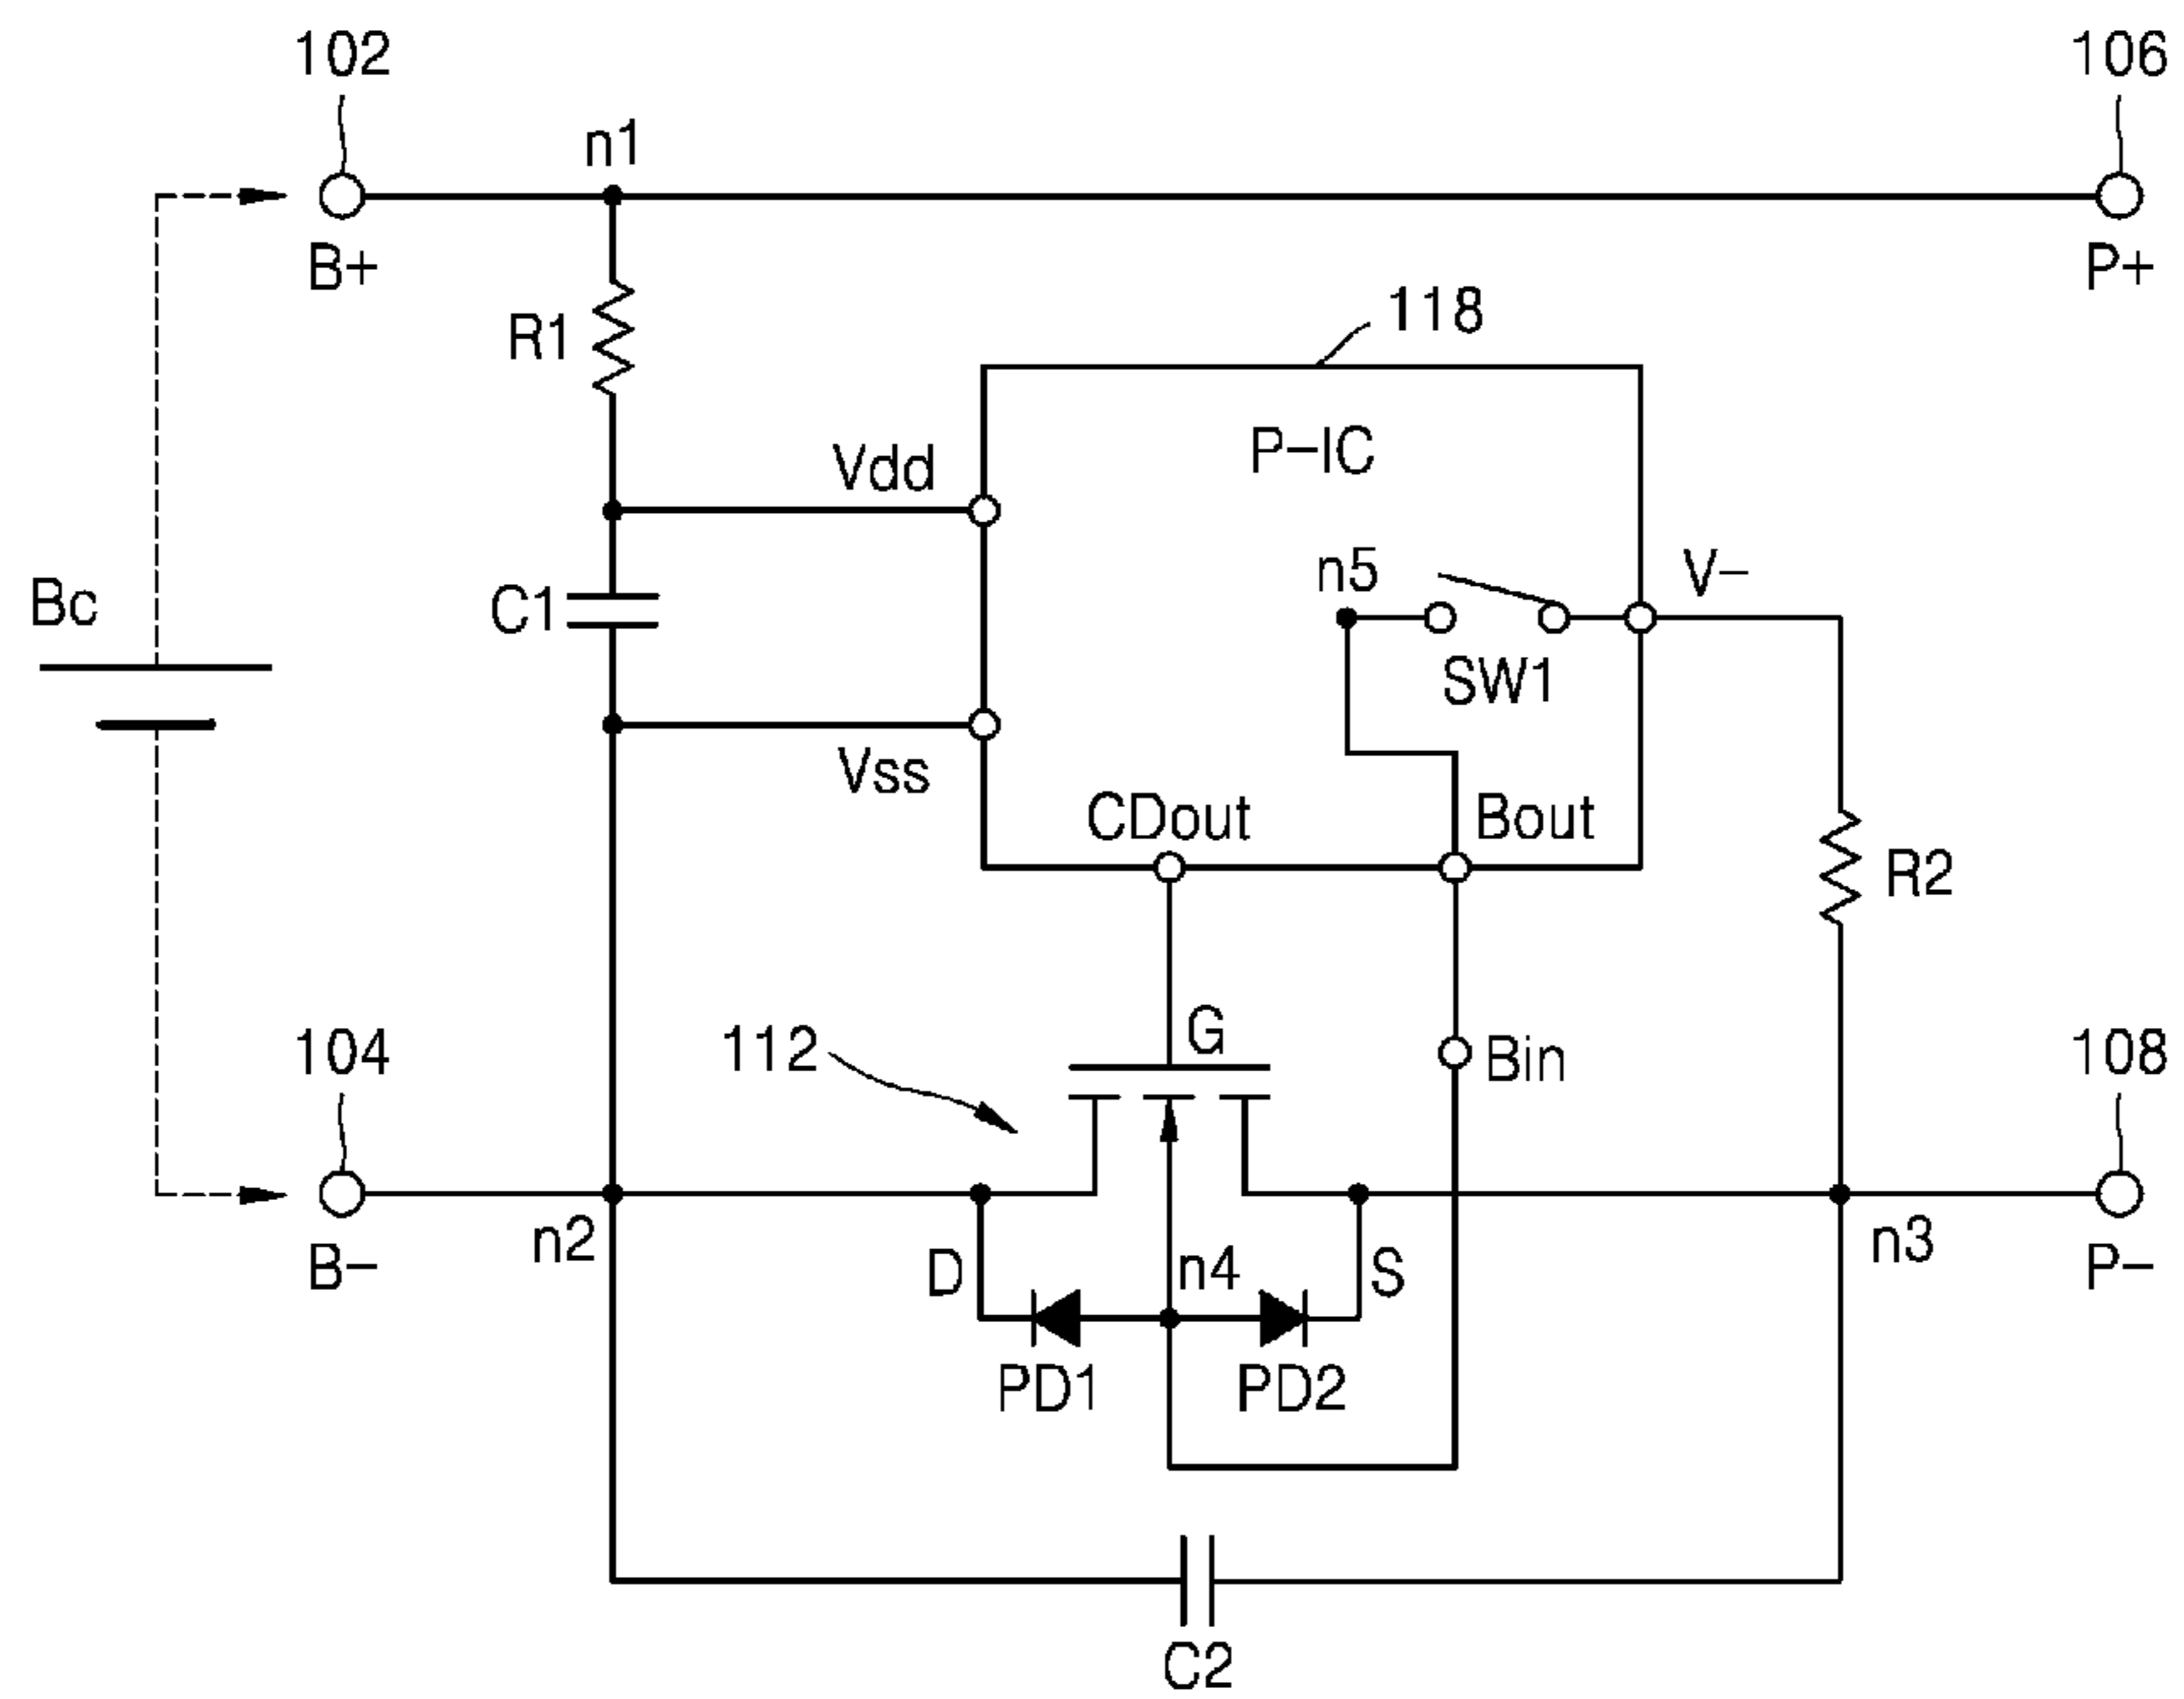 102
106
n1
B+
P+
118
R1
P-IC
Vdd
n5
V-
Bc
C1
SW1
Vss
CDout
Bout
R2
G
112
104
Bin
108
n2
n3
B-
D
n4
S
P-
PD1
PD2
C2